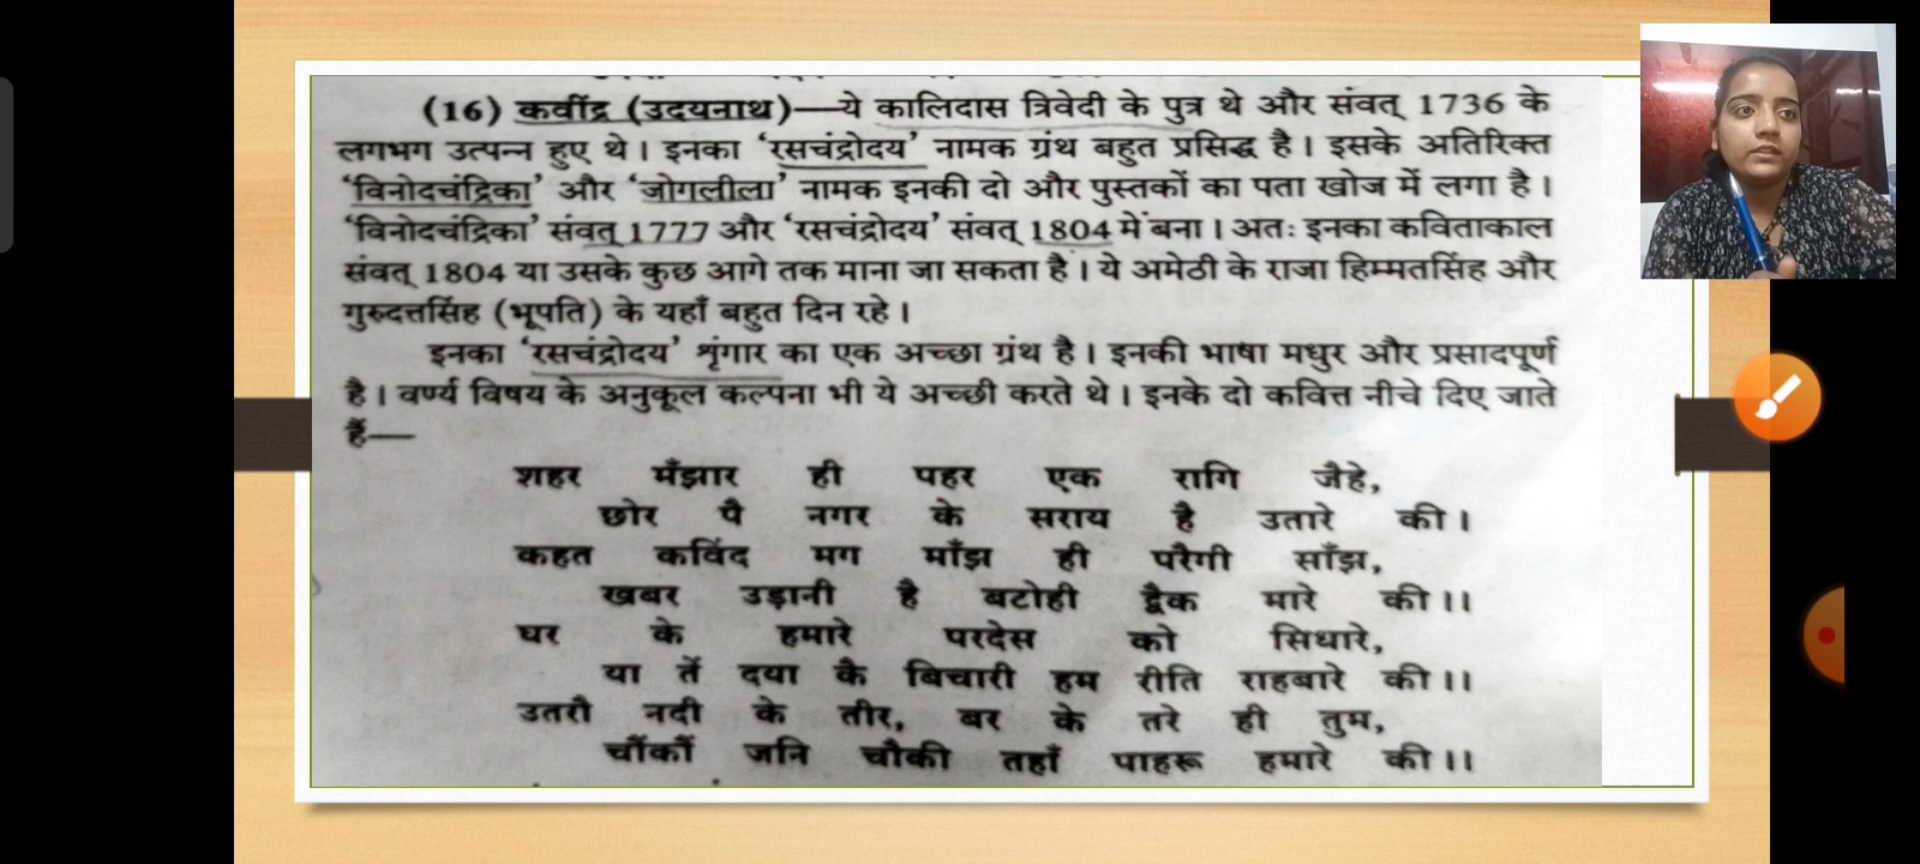 (16) कवींद्र (उदयनाथ)—ये कालिदास त्रिवेदी के पुत्र थे और संवत् 1736 के
लगभग उत्पन्न हुए थे। इनका ‘रसचंद्रोदय’ नामक ग्रंथ बहुत प्रसिद्ध है। इसके अतिरिक्त
‘विनोदचंद्रिका’ और ‘जोगलीला’ नामक इनकी दो और पुस्तकों का पता खोज में लगा है।
‘विनोदचंद्रिका’ संवत् 1777 और ‘रसचंद्रोदय’ संवत् 1804 में बना। अतः इनका कविताकाल
संवत् 1804 या उसके कुछ आगे तक माना जा सकता है। ये अमेठी के राजा हिम्मतसिंह और
गुरुदत्तसिंह (भूपति) के यहाँ बहुत दिन रहे।
इनका ‘रसचंद्रोदय’ शृंगार का एक अच्छा ग्रंथ है। इनकी भाषा मधुर और प्रसादपूर्ण
है। वर्ण्य विषय के अनुकूल कल्पना भी ये अच्छी करते थे। इनके दो कवित्त नीचे दिए जाते
हैं—
शहर मँझार ही पहर एक रागि जैहे,
छोर पै नगर के सराय है उतारे की।
कहत कविंद मग माँझ ही परैगी साँझ,
खबर उड़ानी है बटोही द्वैक मारे की।।
घर के हमारे परदेस को सिधारे,
या तें दया कै बिचारी हम रीति राहबारे की।।
उतरौ नदी के तीर, बर के तरे ही तुम,
चौंकौं जनि चौकी तहाँ पाहरू हमारे की।।